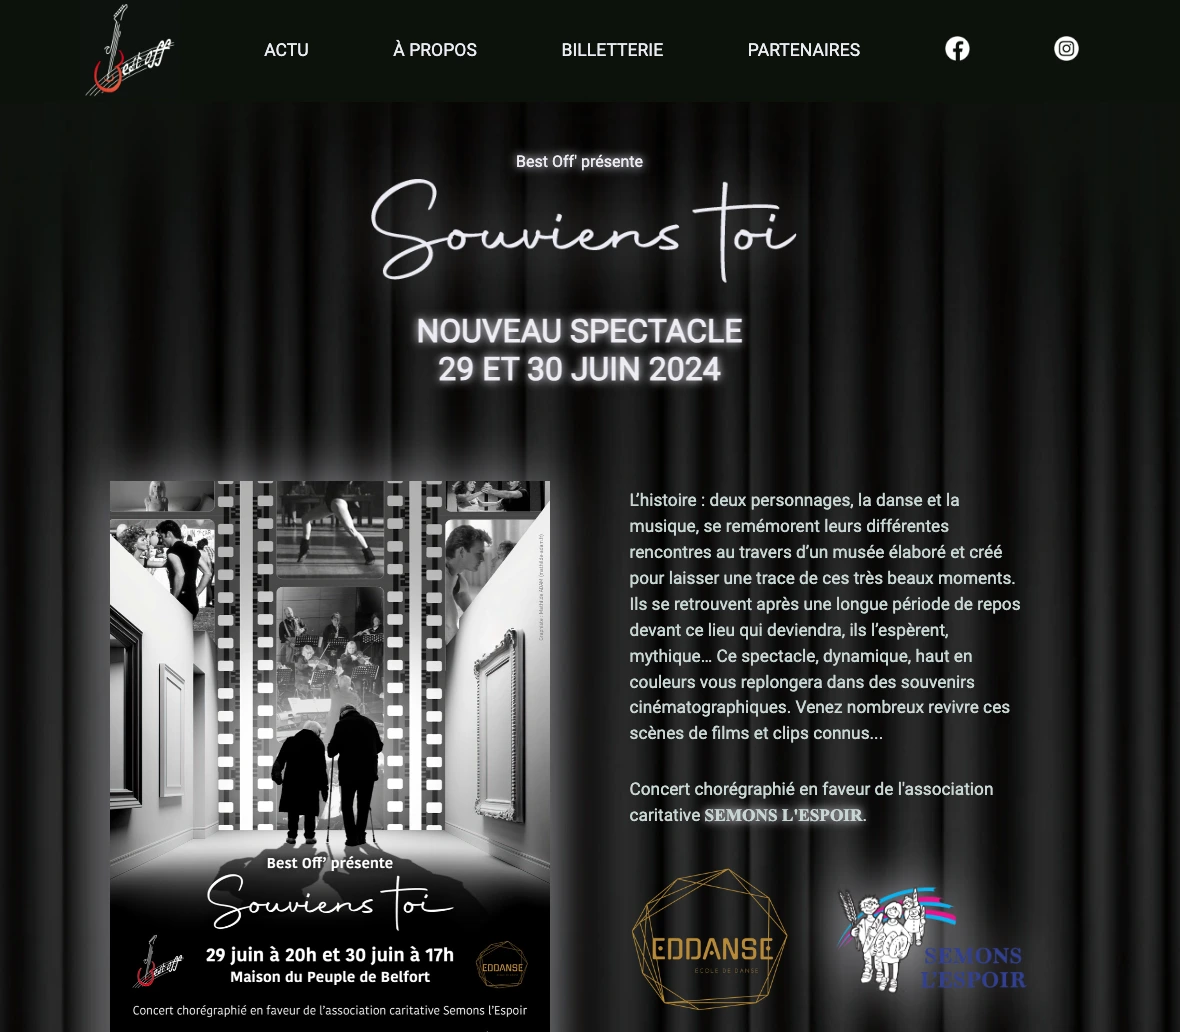 Best off
ACTU
À PROPOS
BILLETTERIE
PARTENAIRES
Best Off' présente
Souviens toi
NOUVEAU SPECTACLE
29 ET 30 JUIN 2024
L'histoire : deux personnages, la danse et la
musique, se remémorent leurs différentes
rencontres au travers d'un musée élaboré et créé
pour laisser une trace de ces très beaux moments.
Ils se retrouvent après une longue période de repos
devant ce lieu qui deviendra, ils l'espèrent,
mythique... Ce spectacle, dynamique, haut en
couleurs vous replongera dans des souvenirs
cinématographiques. Venez nombreux revivre ces
scènes de films et clips connus...
Concert chorégraphié en faveur de l'association
caritative SEMONS L'ESPOIR.
EDDANSE
ÉCOLE DE DANSE
SEMONS
L'ESPOIR
Best Off' présente
Souviens toi
Best off
29 juin à 20h et 30 juin à 17h
Maison du Peuple de Belfort
EDDANSE
Concert chorégraphié en faveur de l'association caritative Semons l'Espoir